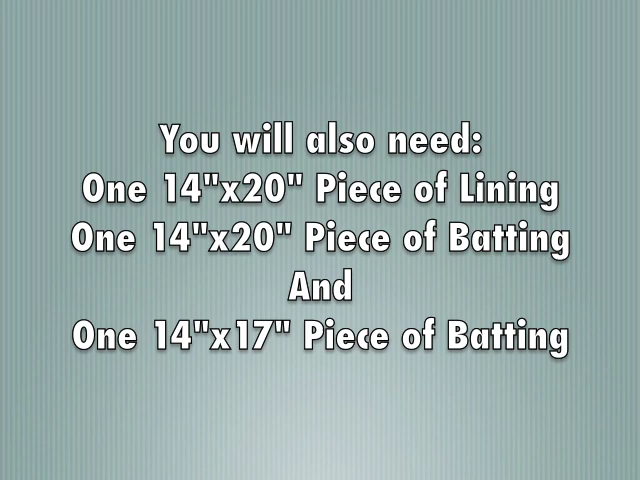 You will also need:
One 14"x20" Piece of Lining
One 14"x20" Piece of Batting
And
One 14"x17" Piece of Batting